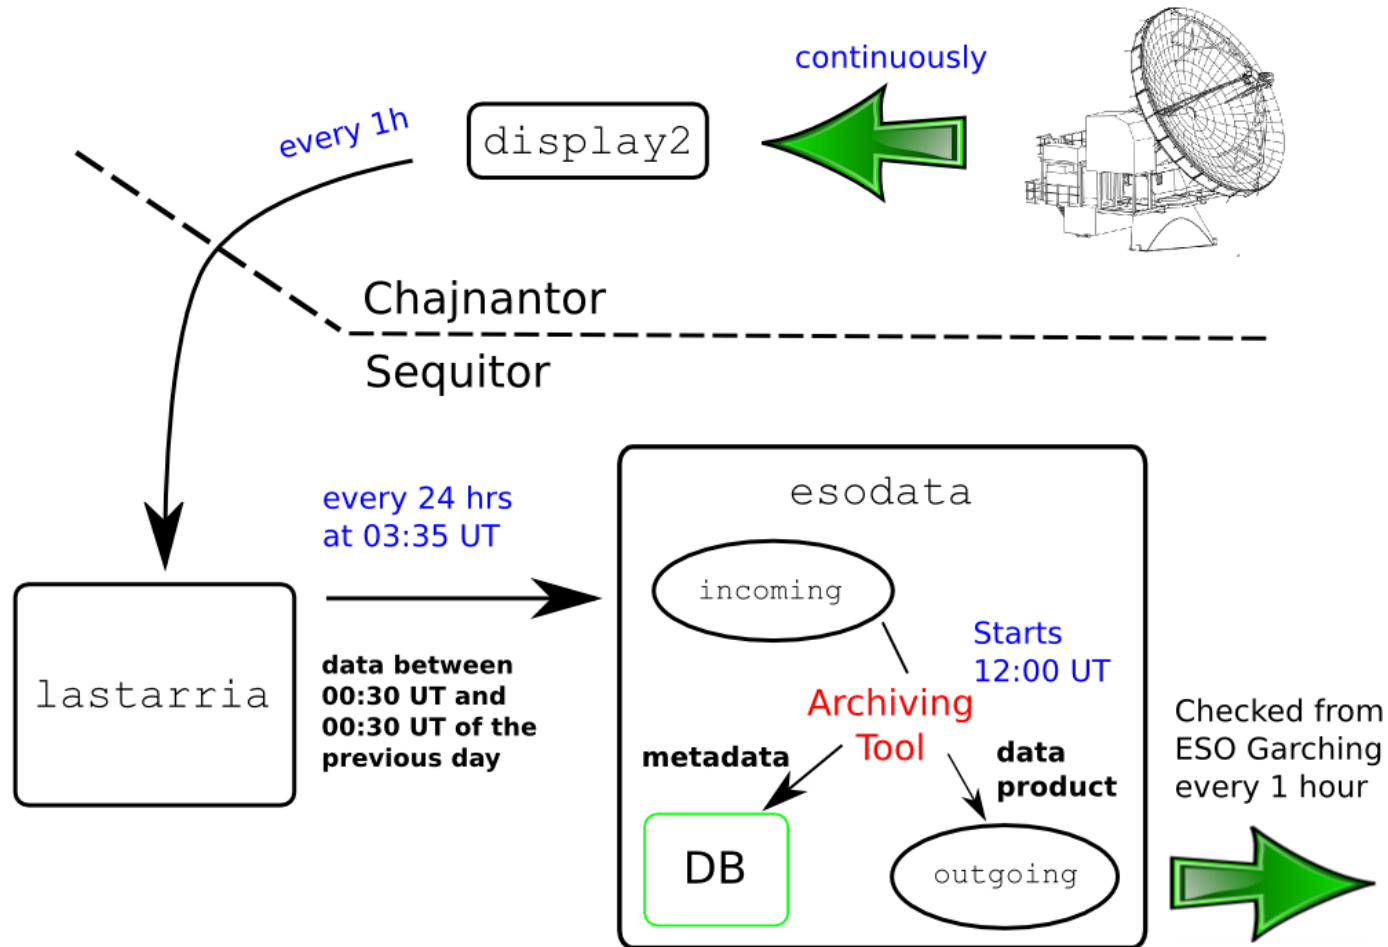 continuously
every 1h
display2
Chajnantor
Sequitor
every 24 hrs
at 03:35 UT
esodata
incoming
Starts
12:00 UT
lastarria
data between
00:30 UT and
00:30 UT of the
previous day
Archiving
Tool
metadata
data
product
Checked from
ESO Garching
every 1 hour
DB
outgoing